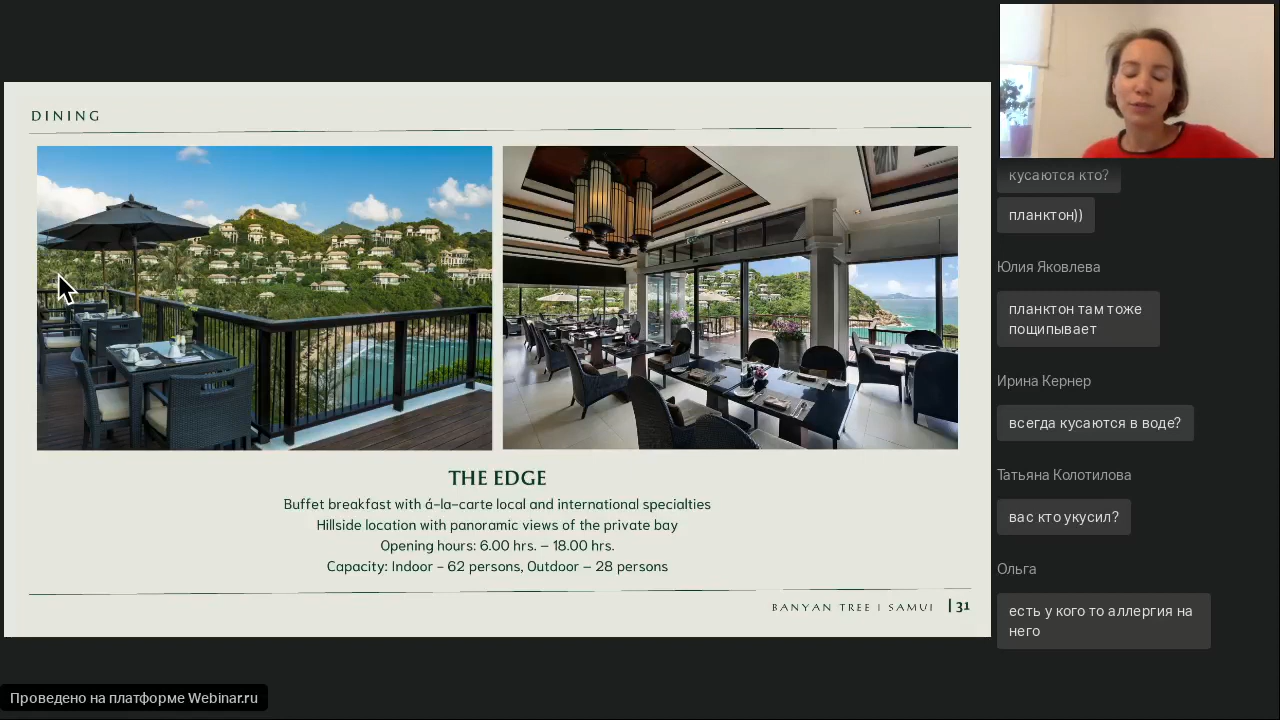 DINING
THE EDGE
Buffet breakfast with á-la-carte local and international specialties
Hillside location with panoramic views of the private bay
Opening hours: 6.00 hrs. – 18.00 hrs.
Capacity: Indoor - 62 persons, Outdoor – 28 persons
BANYAN TREE | SAMUI | 31
кусаются кто?
планктон))
Юлия Яковлева
планктон там тоже
пощипывает
Ирина Кернер
всегда кусаются в воде?
Татьяна Колотилова
вас кто укусил?
Ольга
есть у кого то аллергия на
него
Проведено на платформе Webinar.ru